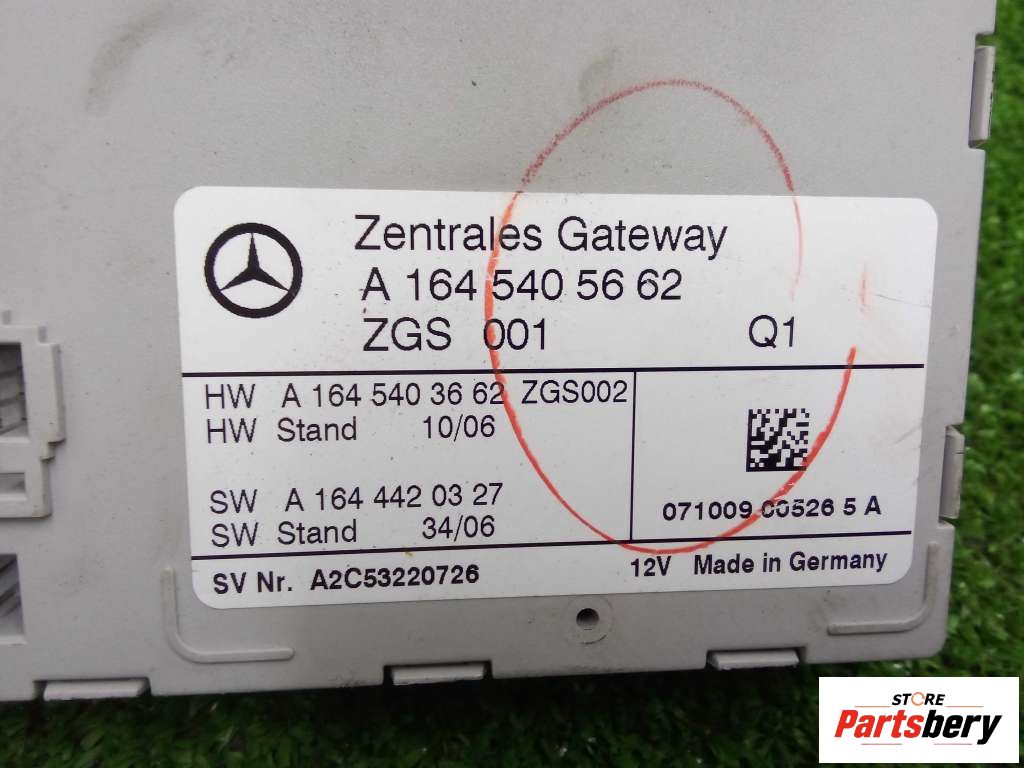 Zentrales Gateway
A 164 540 56 62
ZGS 001 Q1
HW A 164 540 36 62 ZGS002
HW Stand 10/06
SW A 164 442 03 27
SW Stand 34/06
071009 00526 5 A
SV Nr. A2C53220726 12V Made in Germany
STORE
Partsbery